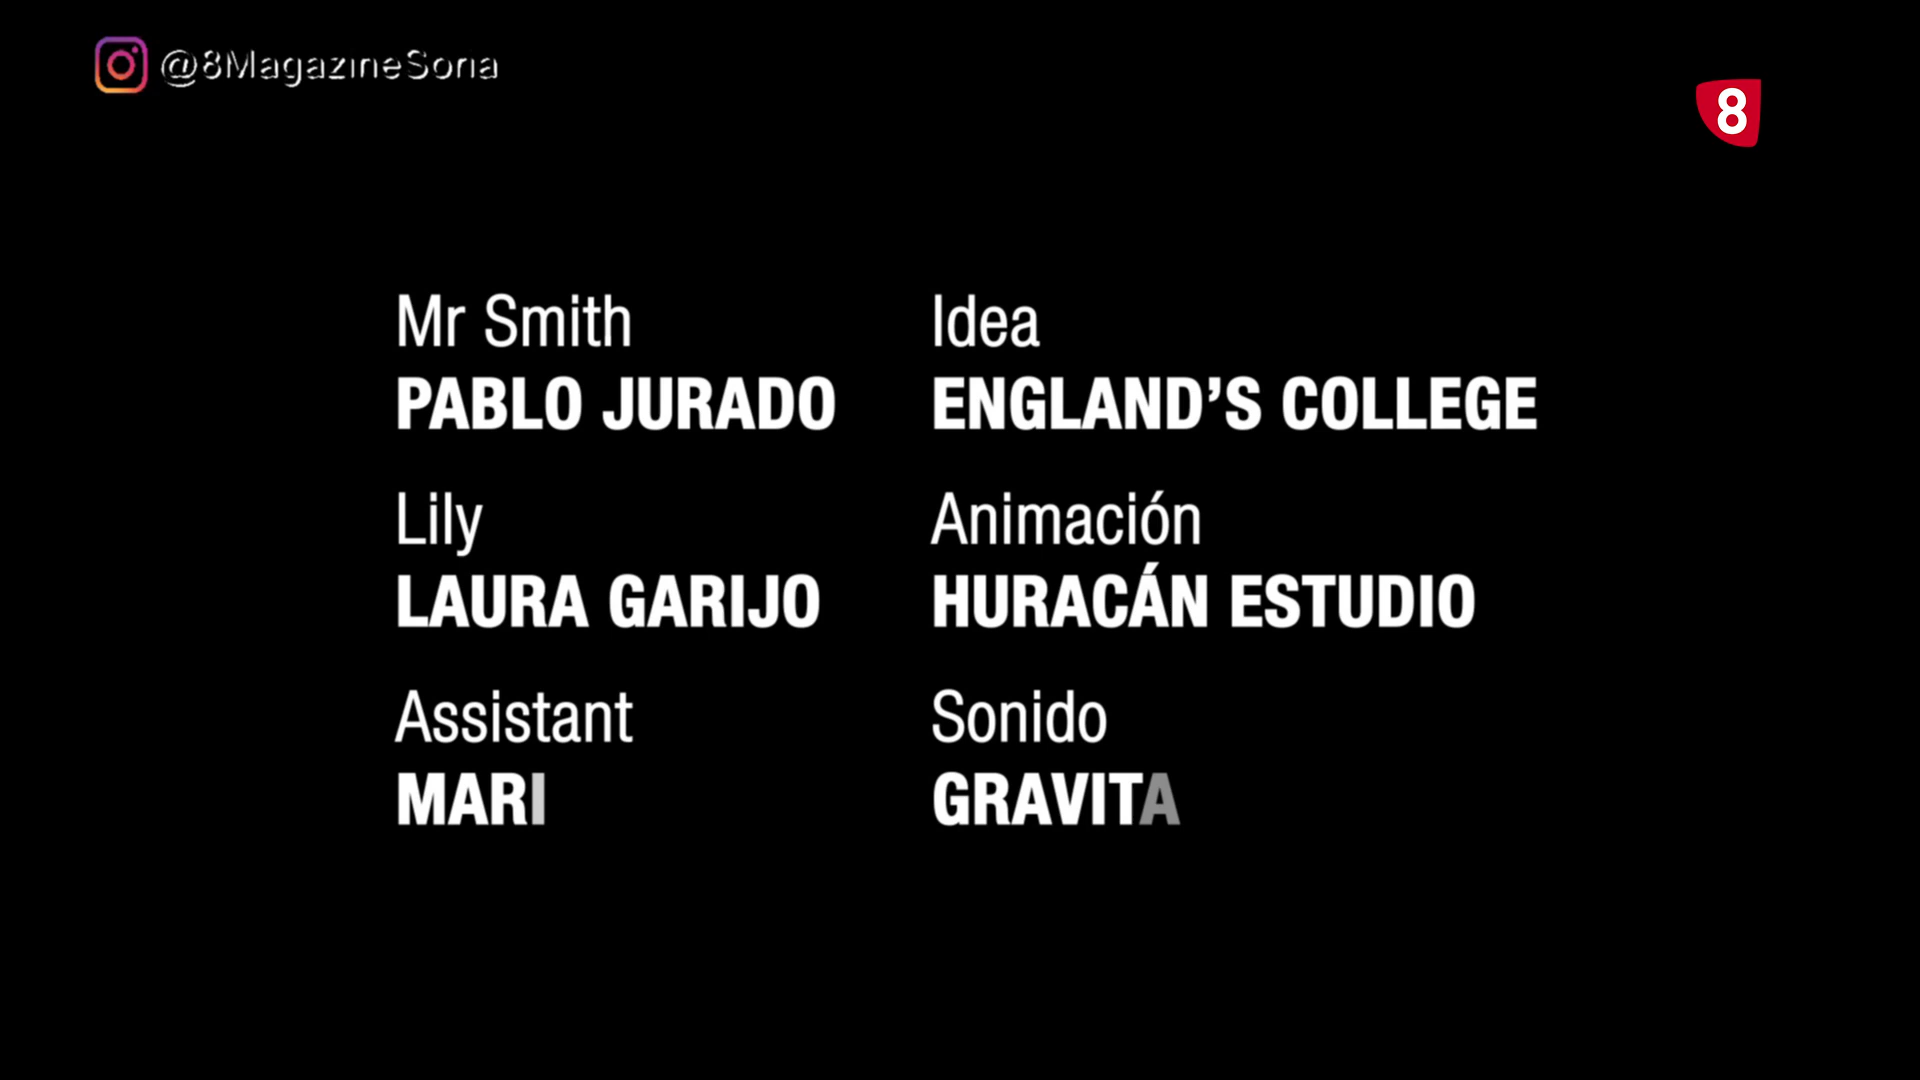 @8MagazineSoria
8
Mr Smith
PABLO JURADO
Lily
LAURA GARIJO
Assistant
MARI
Idea
ENGLAND’S COLLEGE
Animación
HURACÁN ESTUDIO
Sonido
GRAVITA